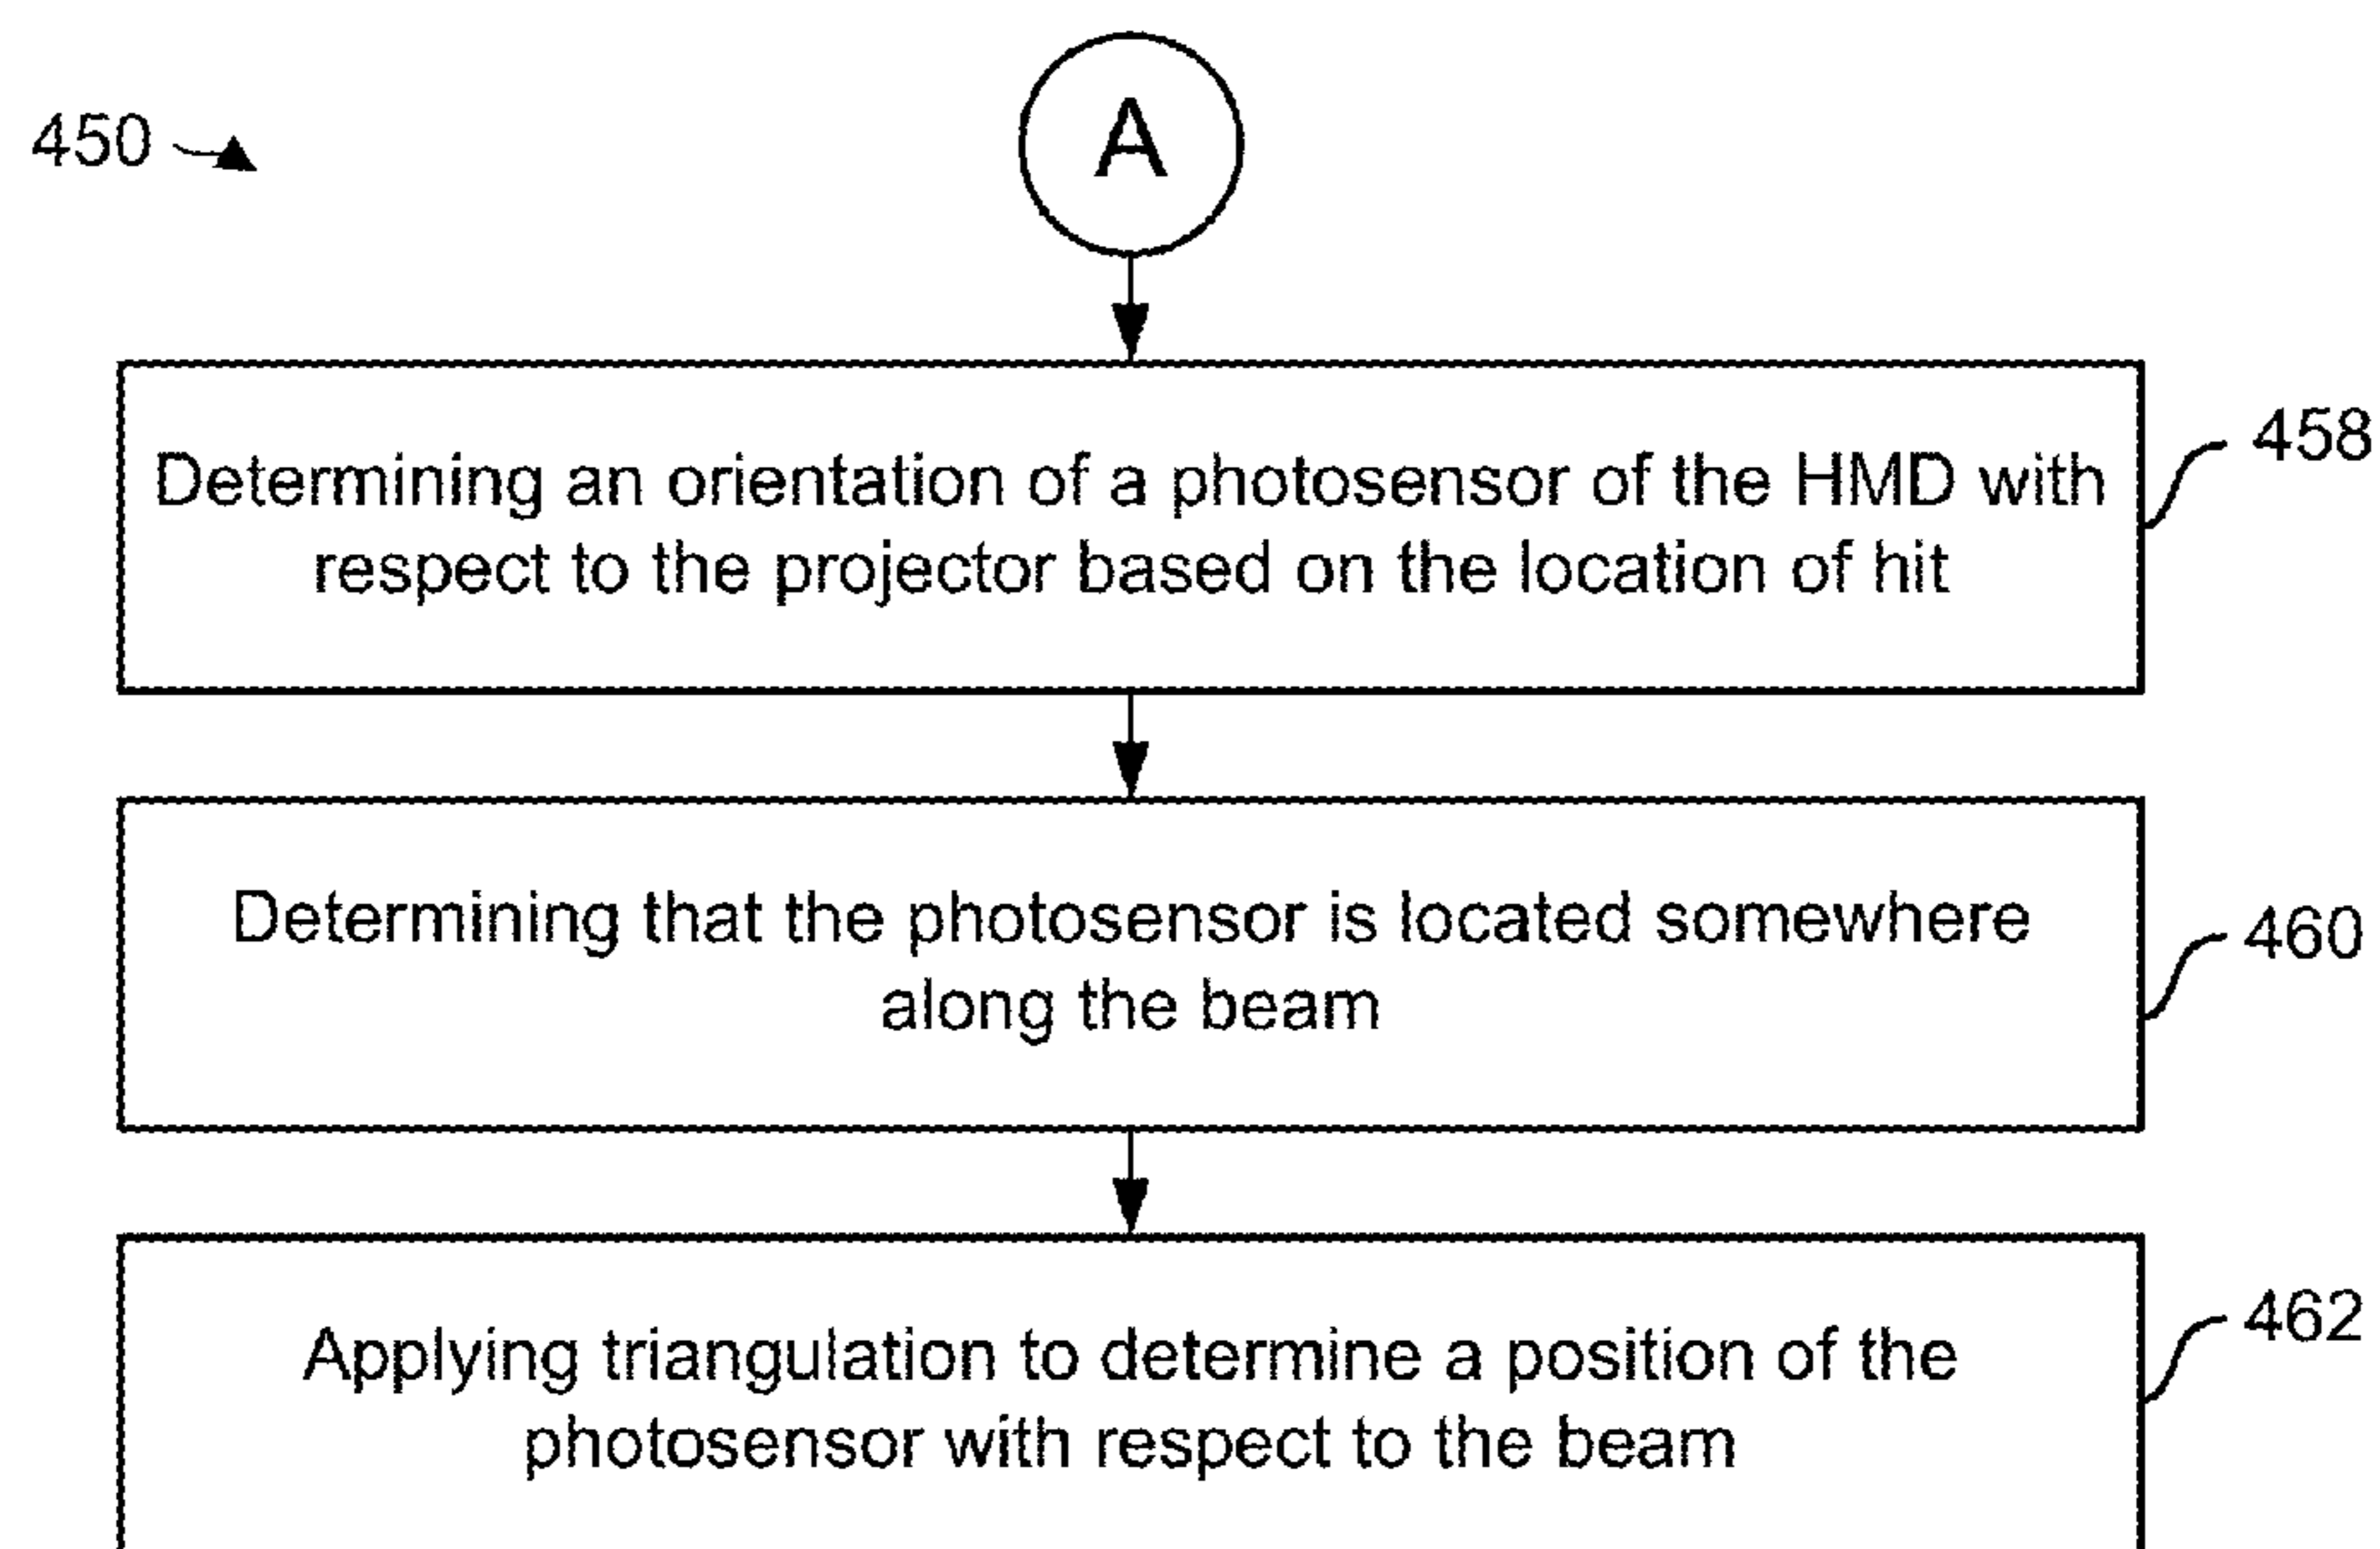 450
A
Determining an orientation of a photosensor of the HMD with
respect to the projector based on the location of hit
458
Determining that the photosensor is located somewhere
along the beam
460
Applying triangulation to determine a position of the
photosensor with respect to the beam
462